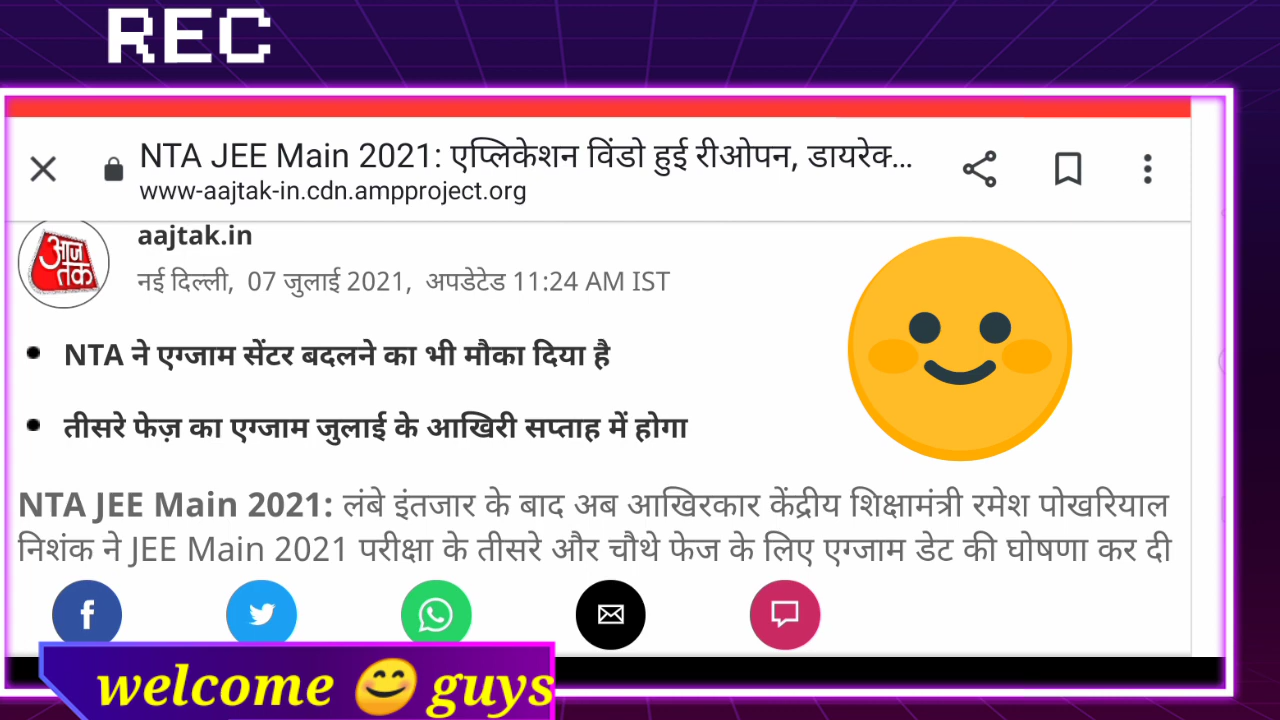 REC
NTA JEE Main 2021: एप्लिकेशन विंडो हुई रीओपन, डायरेक...
www-aajtak-in.cdn.ampproject.org
आज तक
aajtak.in
नई दिल्ली, 07 जुलाई 2021, अपडेटेड 11:24 AM IST
• NTA ने एग्जाम सेंटर बदलने का भी मौका दिया है
• तीसरे फेज़ का एग्जाम जुलाई के आखिरी सप्ताह में होगा
NTA JEE Main 2021: लंबे इंतजार के बाद अब आखिरकार केंद्रीय शिक्षामंत्री रमेश पोखरियाल
निशंक ने JEE Main 2021 परीक्षा के तीसरे और चौथे फेज के लिए एग्जाम डेट की घोषणा कर दी
welcome 😊 guys